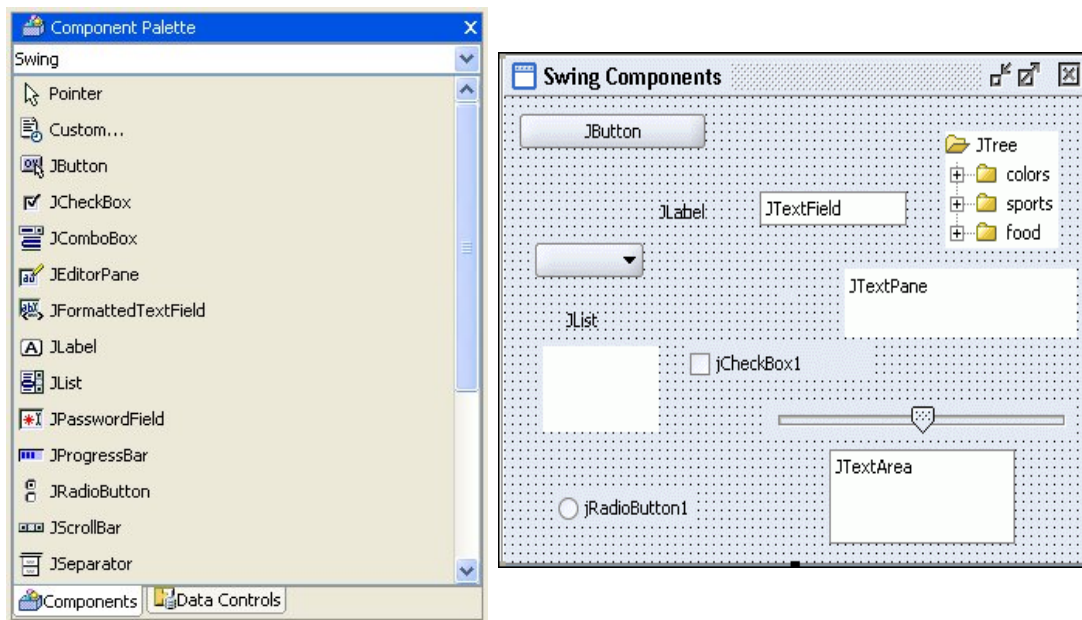 Component Palette
Swing
Pointer
Custom...
JButton
JCheckBox
JComboBox
JEditorPane
JFormattedTextField
JLabel
JList
JPasswordField
JProgressBar
JRadioButton
JScrollBar
JSeparator
Components
Data Controls
Swing Components
JButton
JTree
colors
sports
food
JLabel
JTextField
JTextPane
JList
jCheckBox1
JTextArea
jRadioButton1